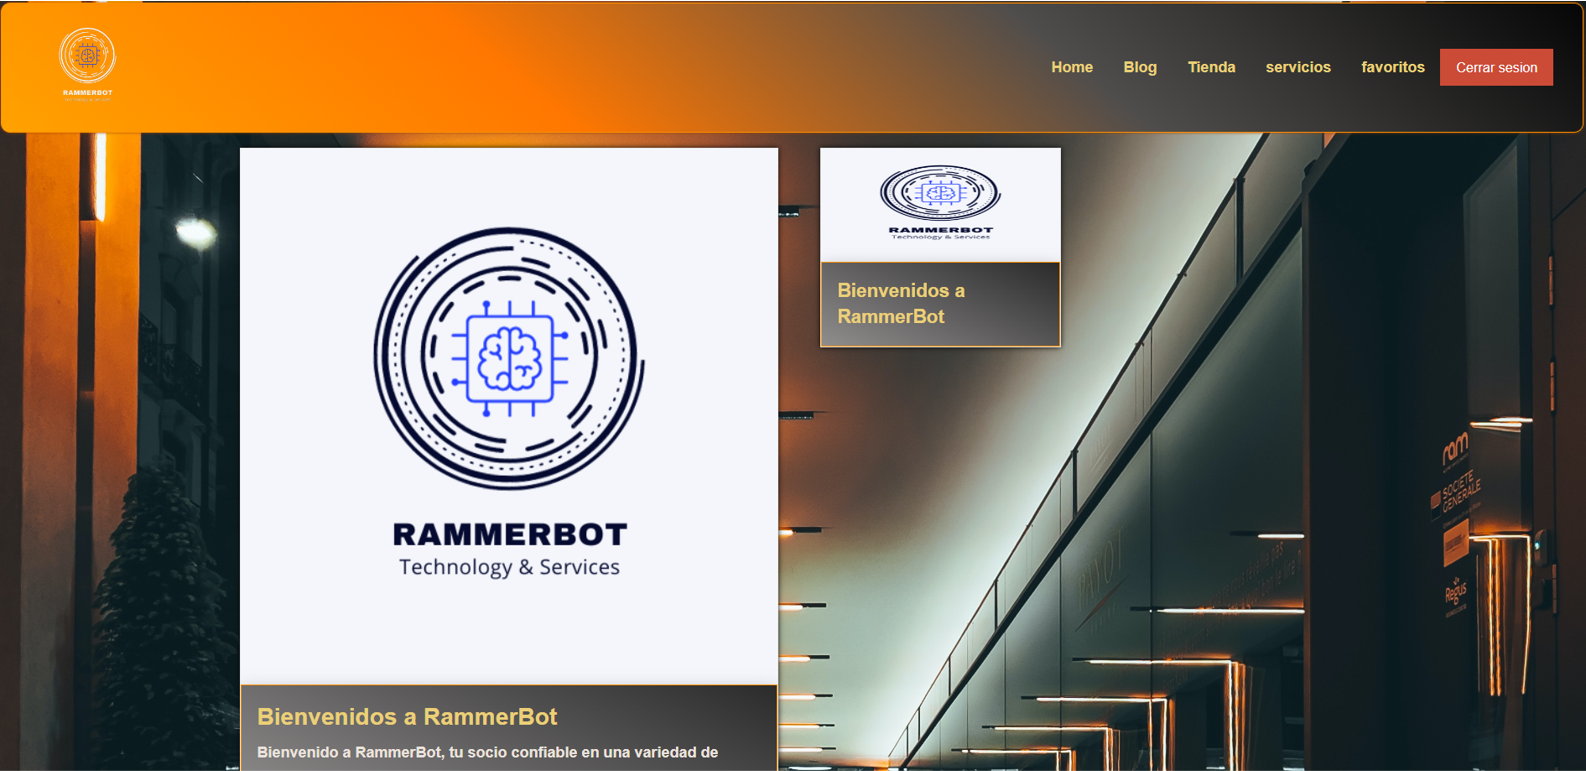 RAMMERBOT
Home
Blog
Tienda
servicios
favoritos
Cerrar sesion
RAMMERBOT
Technology & Services
Bienvenidos a RammerBot
Bienvenido a RammerBot, tu socio confiable en una variedad de
RAMMERBOT
Technology & Services
Bienvenidos a
RammerBot
ram
SOCIETE
GENERALE
Regus